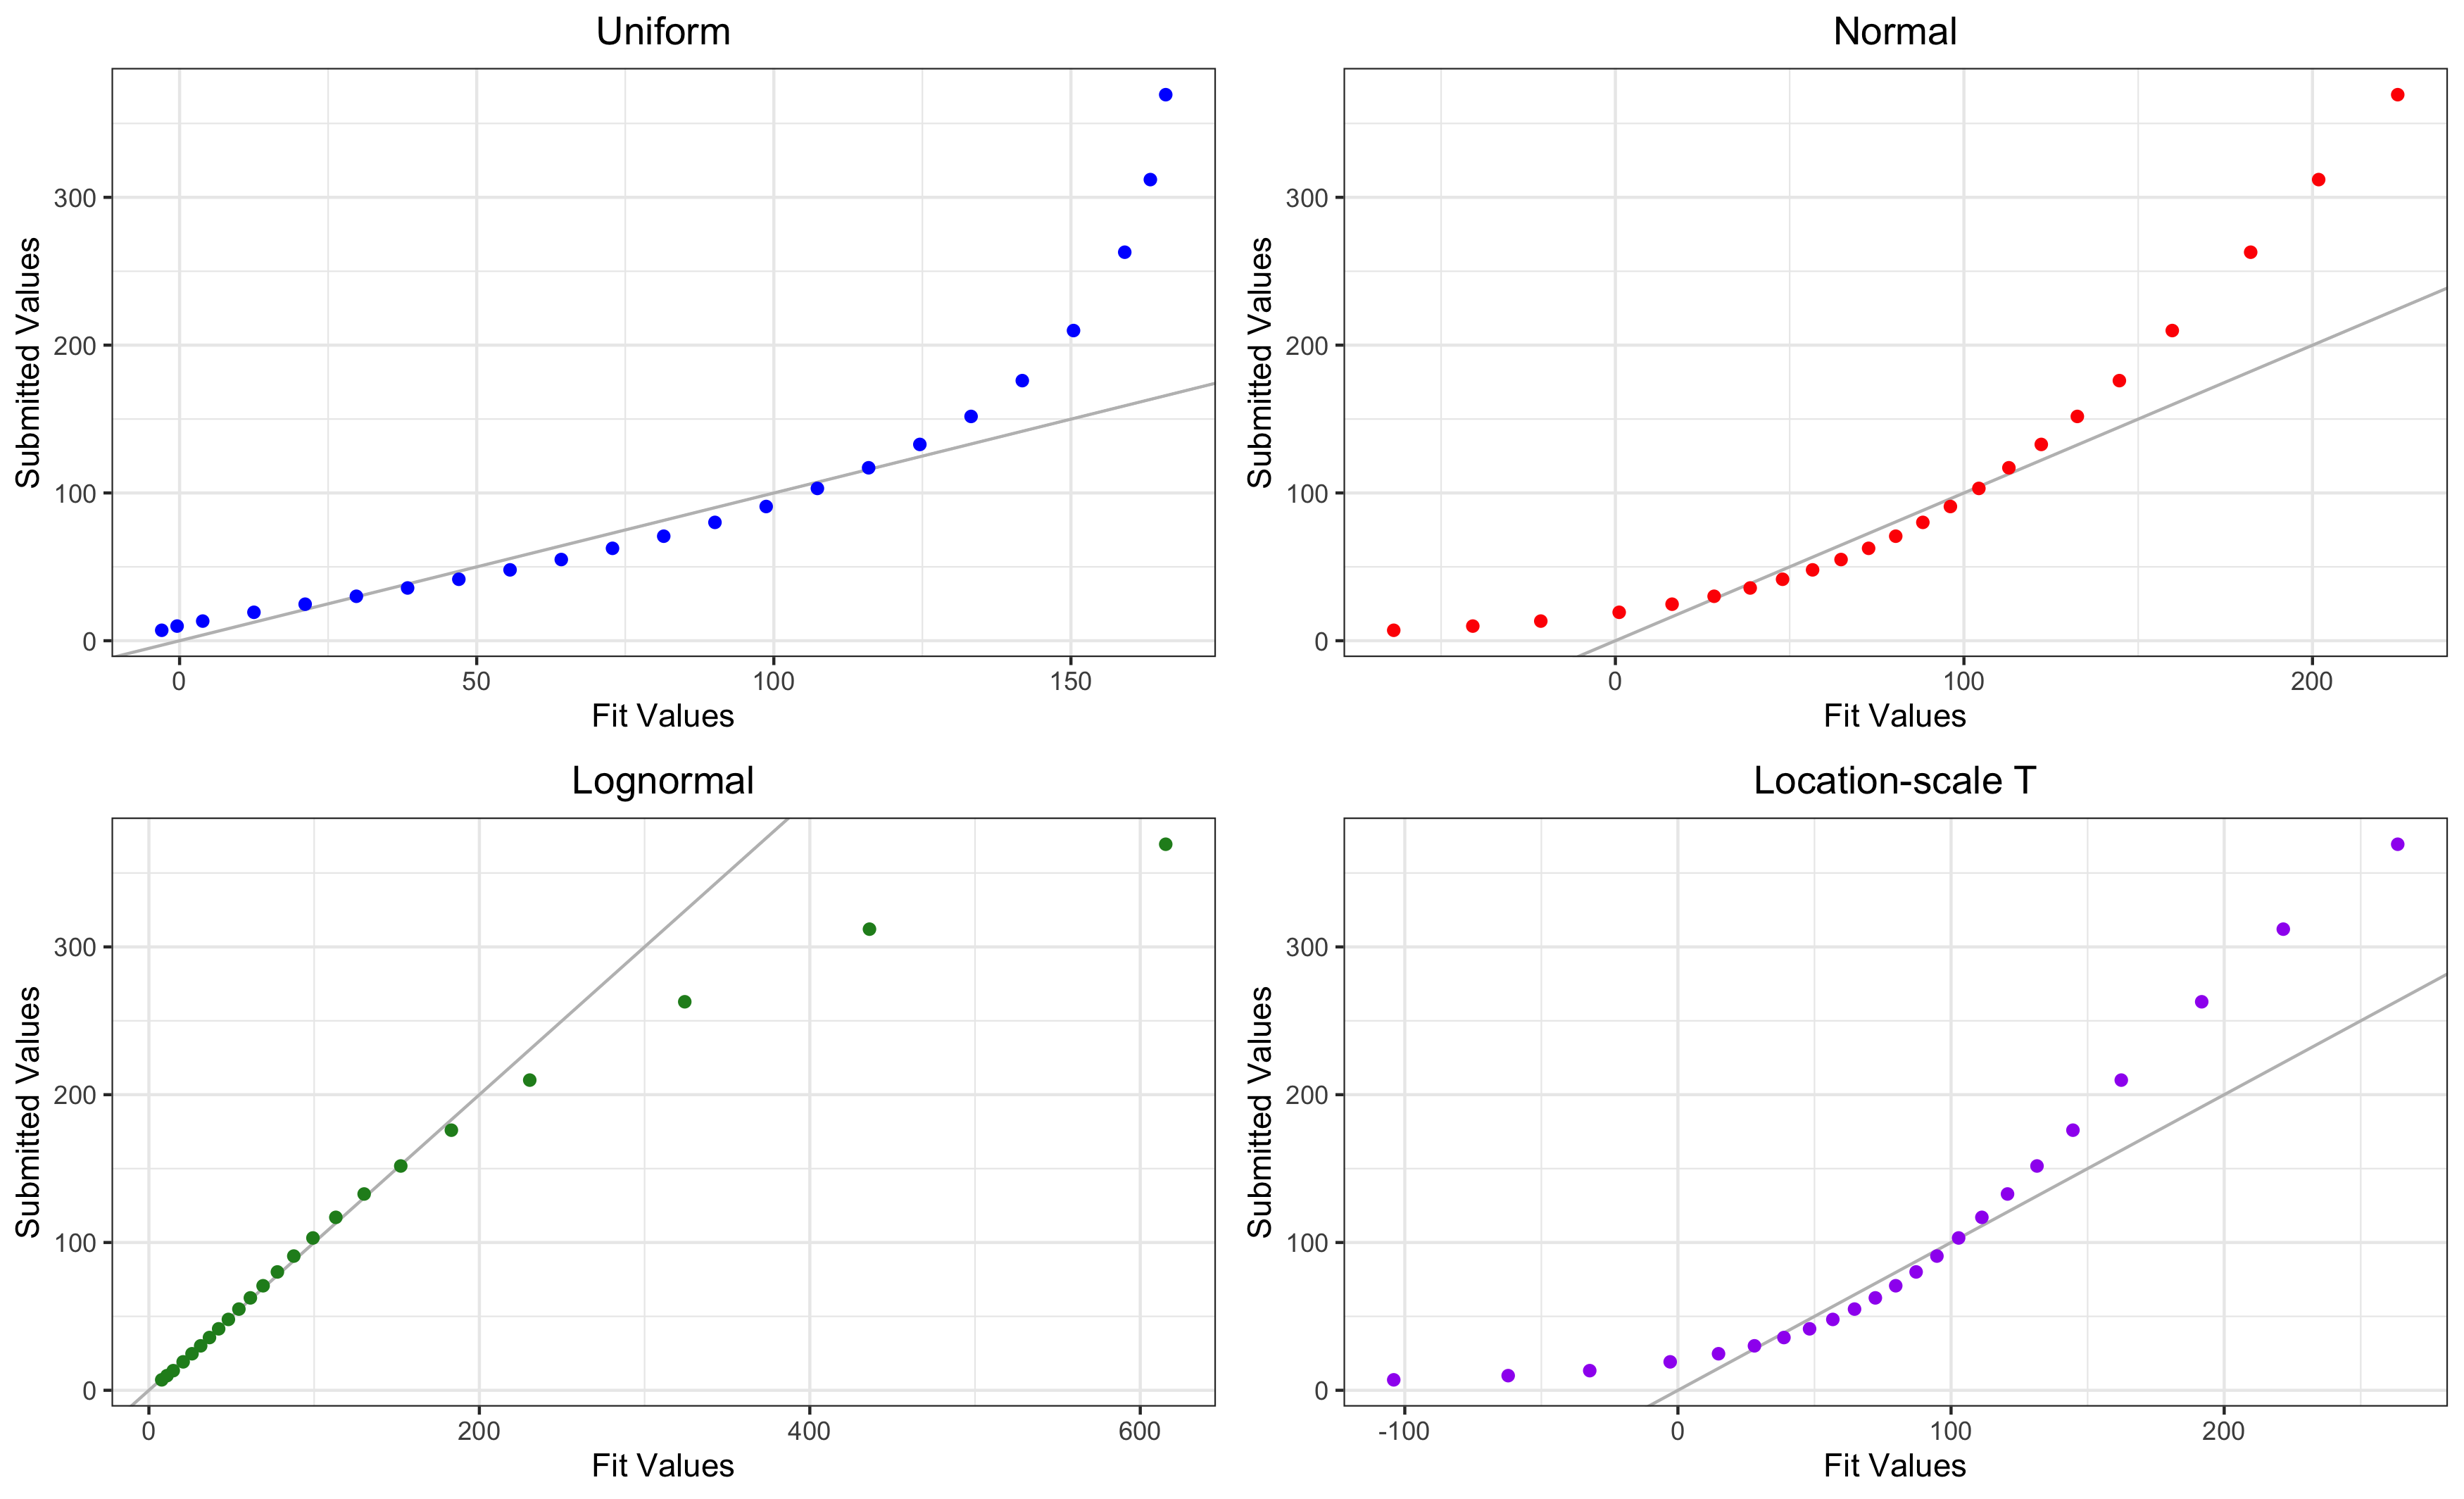 Uniform
Submitted Values
300
200
100
0
0 50 100 150
Fit Values
Normal
Submitted Values
300
200
100
0
0 100 200
Fit Values
Lognormal
Submitted Values
300
200
100
0
0 200 400 600
Fit Values
Location-scale T
Submitted Values
300
200
100
0
-100 0 100 200
Fit Values